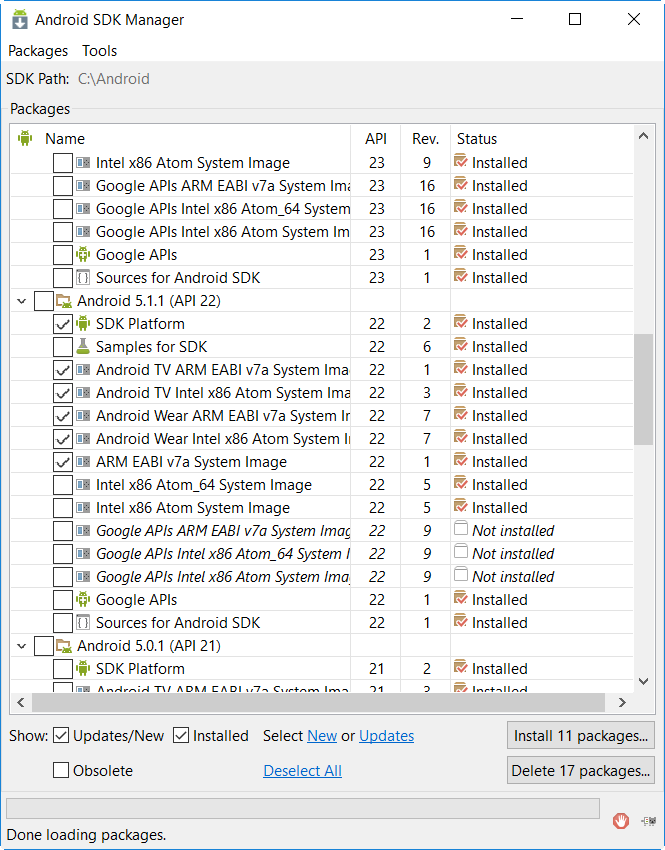 Android SDK Manager
Packages Tools
SDK Path: C:\Android
Packages
Name API Rev. Status
Intel x86 Atom System Image 23 9 Installed
Google APIs ARM EABI v7a System Ima 23 16 Installed
Google APIs Intel x86 Atom_64 System 23 16 Installed
Google APIs Intel x86 Atom System Im 23 16 Installed
Google APIs 23 1 Installed
Sources for Android SDK 23 1 Installed
Android 5.1.1 (API 22)
SDK Platform 22 2 Installed
Samples for SDK 22 6 Installed
Android TV ARM EABI v7a System Image 22 1 Installed
Android TV Intel x86 Atom System Ima 22 3 Installed
Android Wear ARM EABI v7a System Im 22 7 Installed
Android Wear Intel x86 Atom System I 22 7 Installed
ARM EABI v7a System Image 22 1 Installed
Intel x86 Atom_64 System Image 22 5 Installed
Intel x86 Atom System Image 22 5 Installed
Google APIs ARM EABI v7a System Imag 22 9 Not installed
Google APIs Intel x86 Atom_64 System I 22 9 Not installed
Google APIs Intel x86 Atom System Ima 22 9 Not installed
Google APIs 22 1 Installed
Sources for Android SDK 22 1 Installed
Android 5.0.1 (API 21)
SDK Platform 21 2 Installed
Android TV ARM EABI v7a System Ima 21 3 Installed
Show: Updates/New Installed Select New or Updates Install 11 packages...
Obsolete Deselect All Delete 17 packages...
Done loading packages.